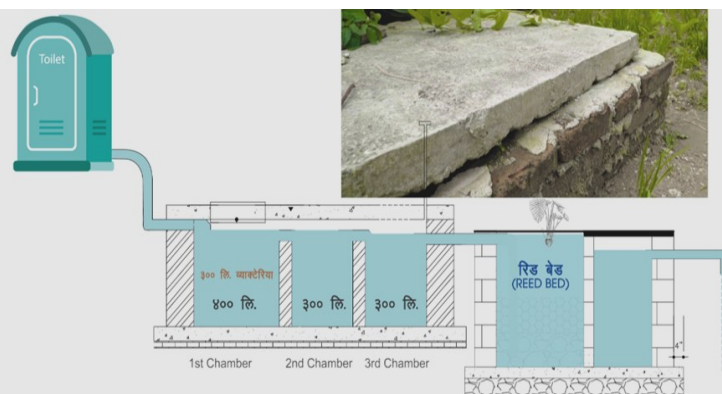 Toilet
३०० लि. ब्याक्टेरिया
४०० लि.
३०० लि.
३०० लि.
रिड बेड
(REED BED)
4"
1st Chamber
2nd Chamber
3rd Chamber